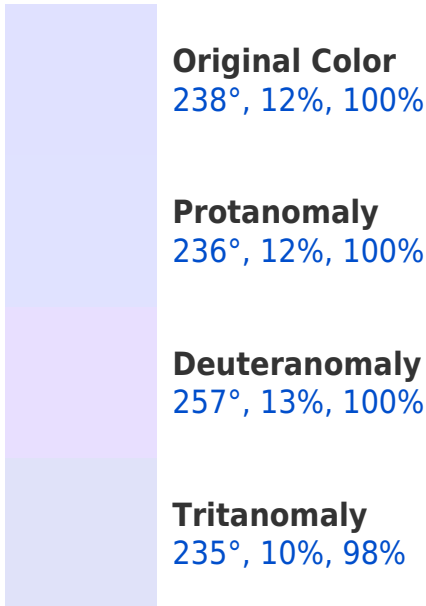 Original Color
238°, 12%, 100%
Protanomaly
236°, 12%, 100%
Deuteranomaly
257°, 13%, 100%
Tritanomaly
235°, 10%, 98%